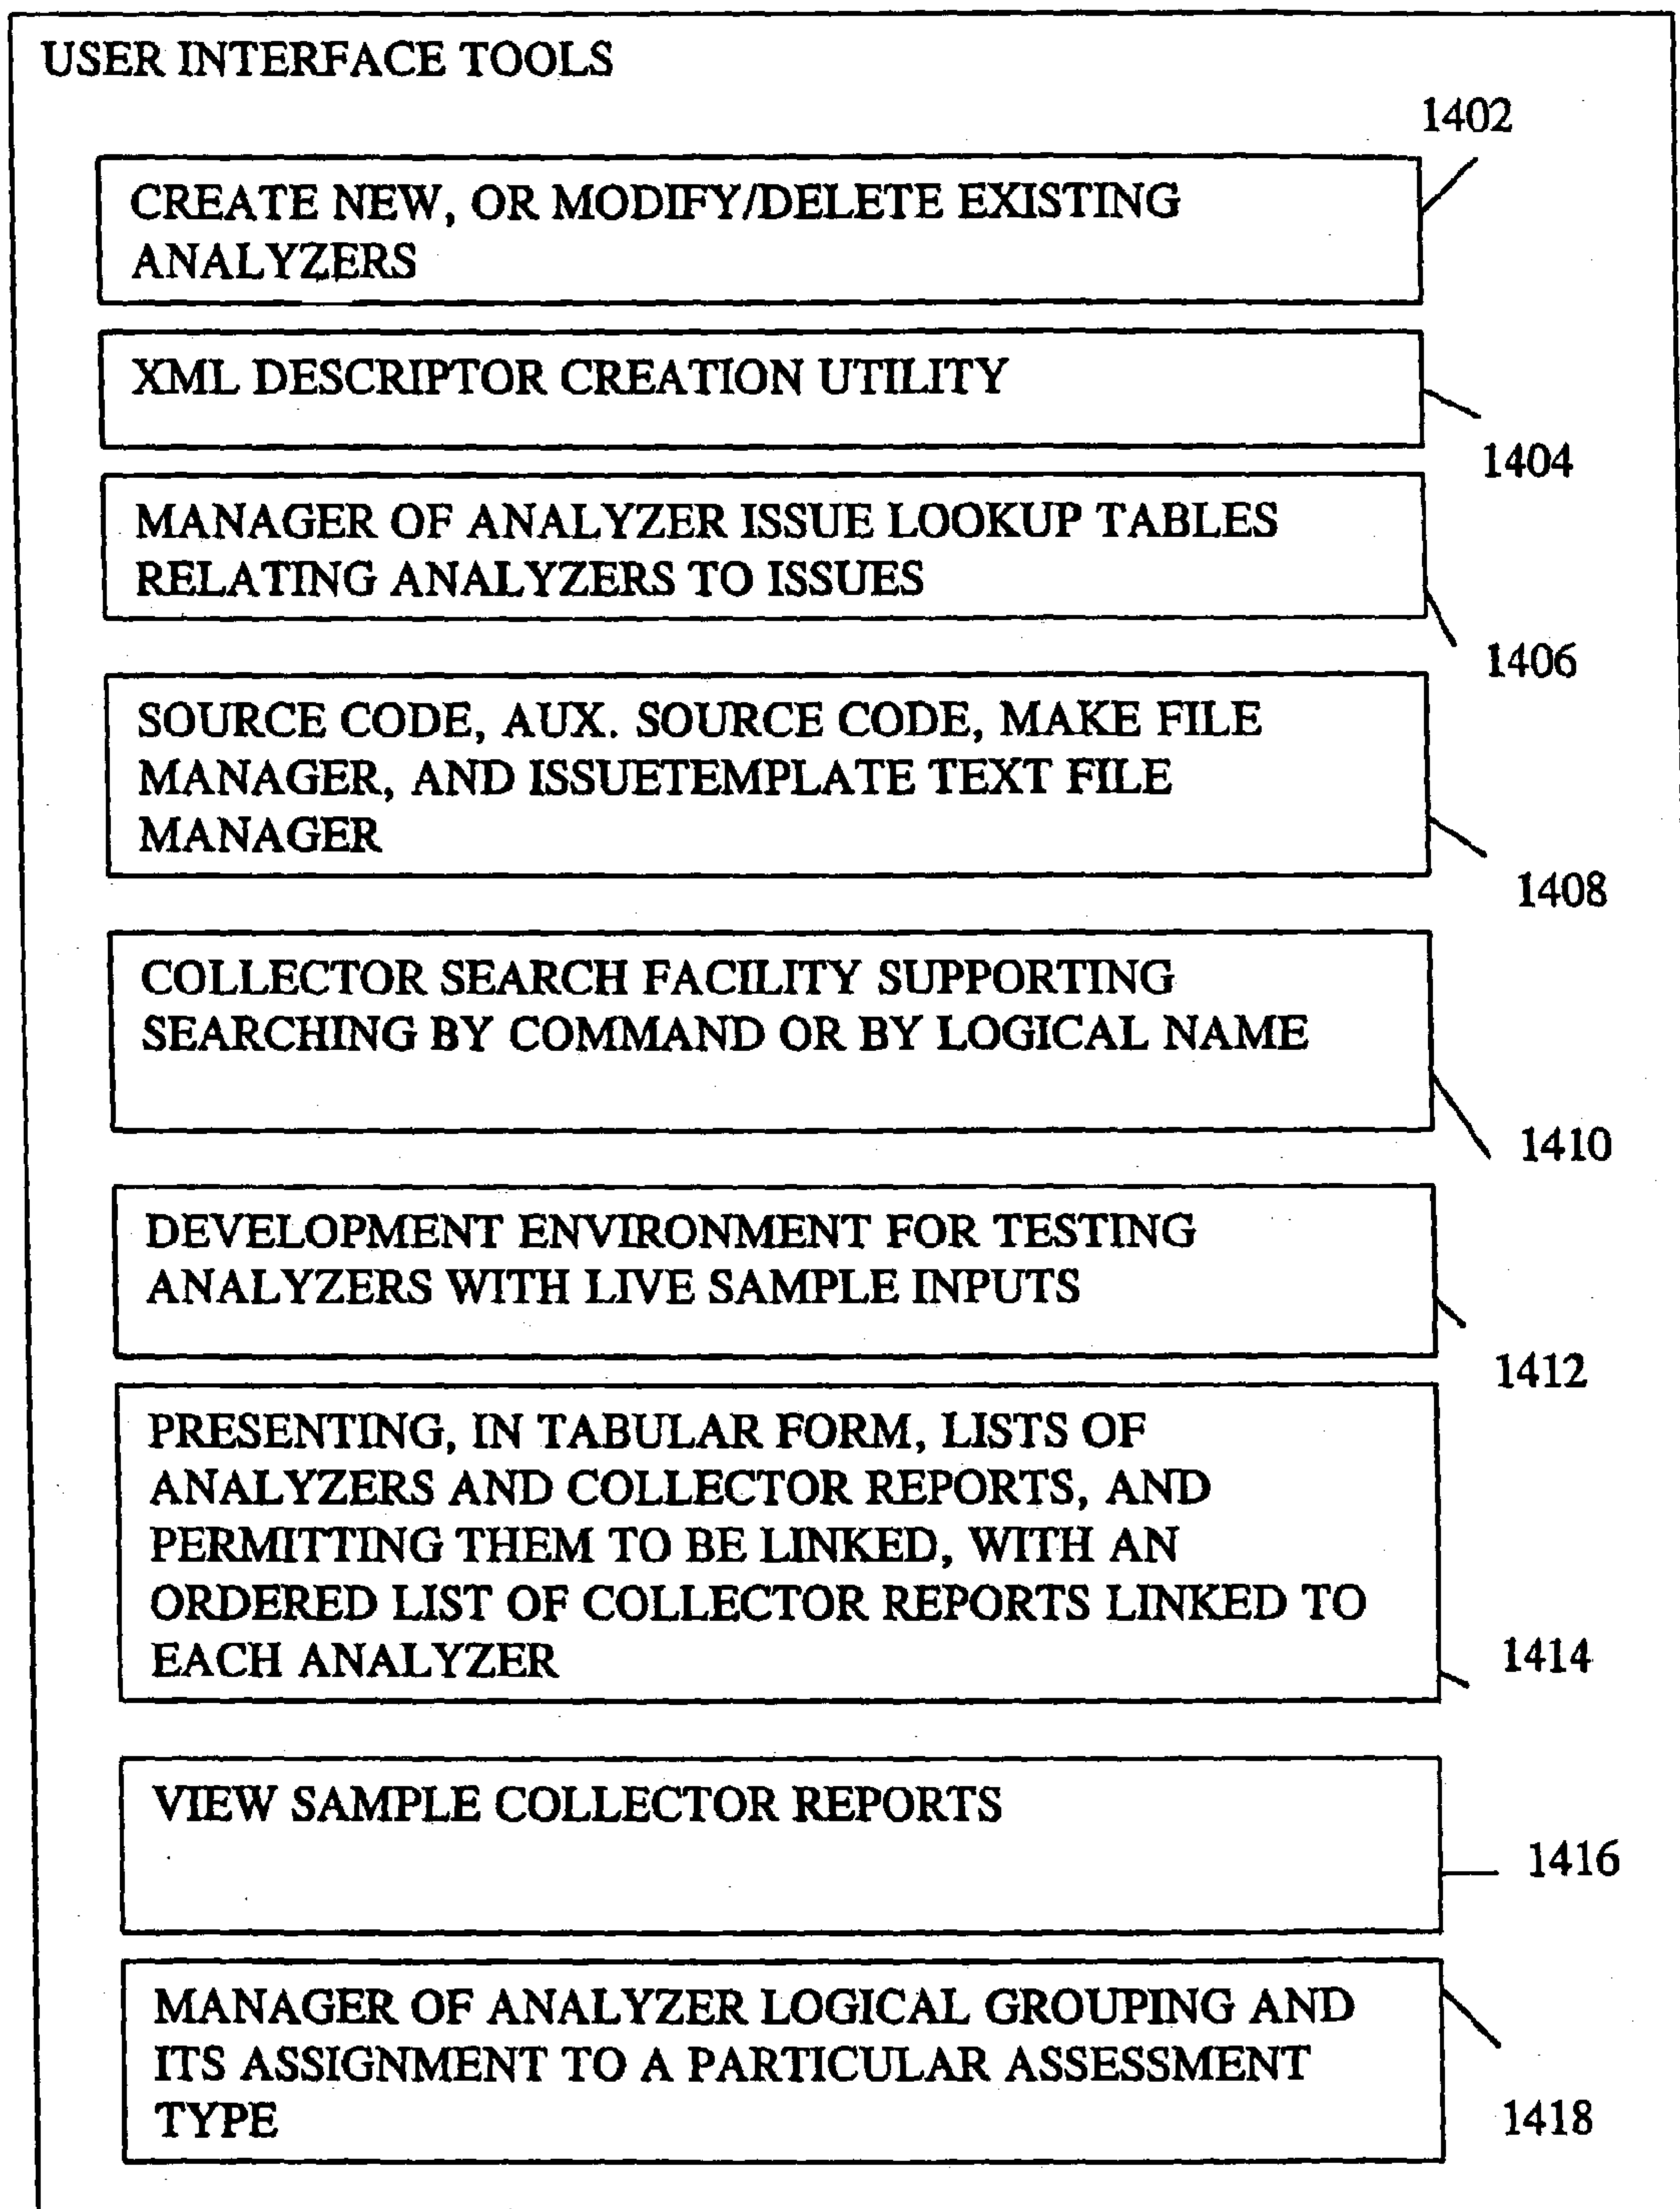 USER INTERFACE TOOLS
1402
CREATE NEW, OR MODIFY/DELETE EXISTING
ANALYZERS
XML DESCRIPTOR CREATION UTILITY
1404
MANAGER OF ANALYZER ISSUE LOOKUP TABLES
RELATING ANALYZERS TO ISSUES
1406
SOURCE CODE, AUX. SOURCE CODE, MAKE FILE
MANAGER, AND ISSUETEMPLATE TEXT FILE
MANAGER
1408
COLLECTOR SEARCH FACILITY SUPPORTING
SEARCHING BY COMMAND OR BY LOGICAL NAME
1410
DEVELOPMENT ENVIRONMENT FOR TESTING
ANALYZERS WITH LIVE SAMPLE INPUTS
1412
PRESENTING, IN TABULAR FORM, LISTS OF
ANALYZERS AND COLLECTOR REPORTS, AND
PERMITTING THEM TO BE LINKED, WITH AN
ORDERED LIST OF COLLECTOR REPORTS LINKED TO
EACH ANALYZER
1414
VIEW SAMPLE COLLECTOR REPORTS
1416
MANAGER OF ANALYZER LOGICAL GROUPING AND
ITS ASSIGNMENT TO A PARTICULAR ASSESSMENT
TYPE
1418